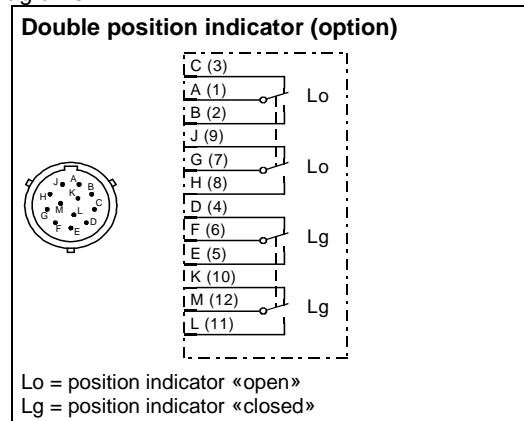 Double position indicator (option)
C (3)
A (1)
Lo
B (2)
J (9)
G (7)
Lo
H (8)
D (4)
F (6)
Lg
E (5)
K (10)
M (12)
Lg
L (11)
J
A
B
H
K
C
G
M
L
D
F
E
Lo = position indicator «open»
Lg = position indicator «closed»